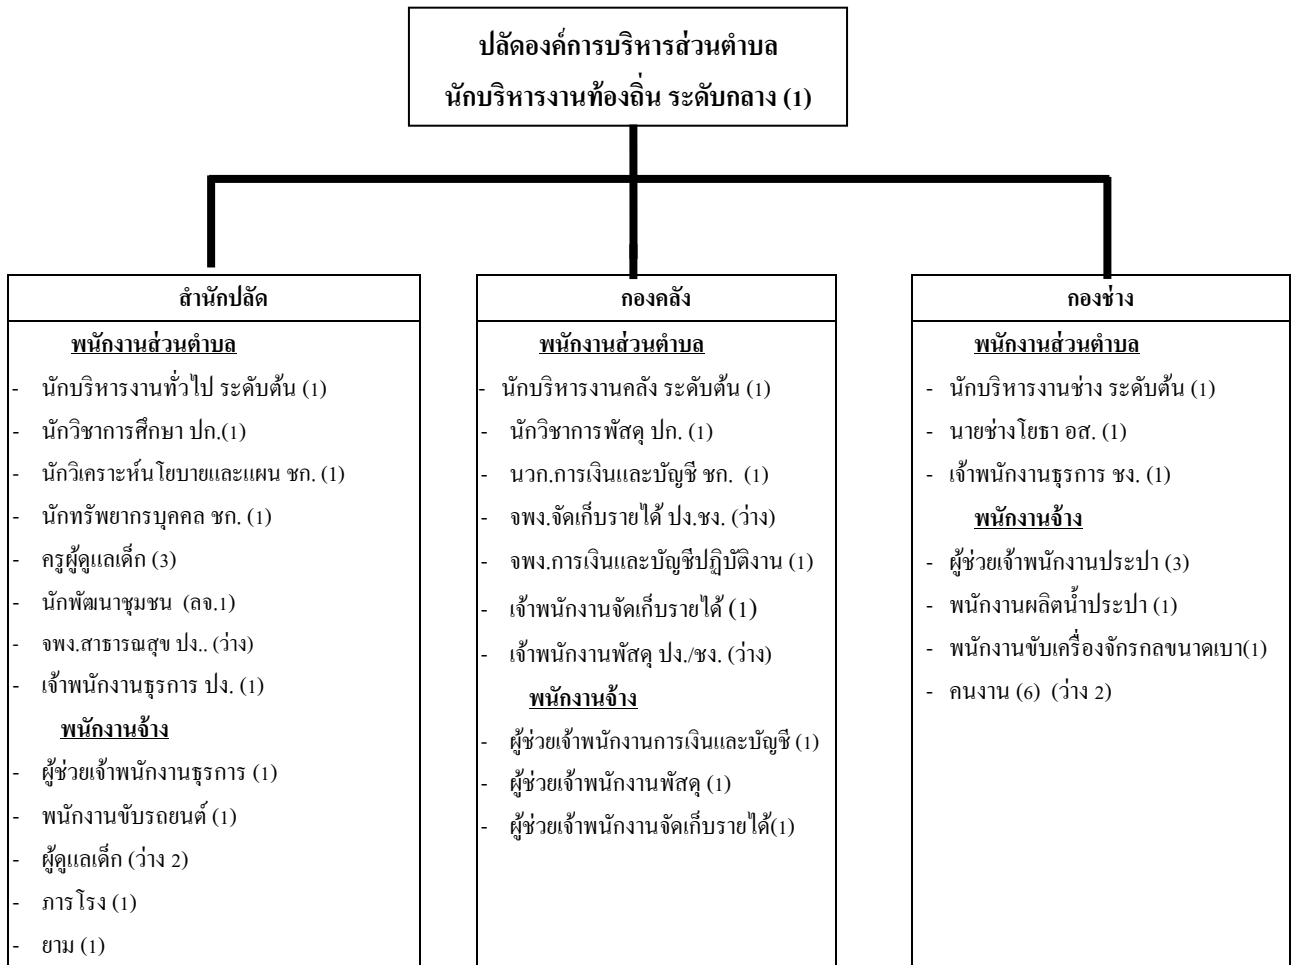 ปลัดองค์การบริหารส่วนตำบล
นักบริหารงานท้องถิ่น ระดับกลาง (1)
สำนักปลัด
พนักงานส่วนตำบล
- นักบริหารงานทั่วไป ระดับต้น (1)
- นักวิชาการศึกษา ปก.(1)
- นักวิเคราะห์นโยบายและแผน ชก. (1)
- นักทรัพยากรบุคคล ชก. (1)
- ครูผู้ดูแลเด็ก (3)
- นักพัฒนาชุมชน (ลจ.1)
- จพง.สาธารณสุข ปง.. (ว่าง)
- เจ้าพนักงานธุรการ ปง. (1)
พนักงานจ้าง
- ผู้ช่วยเจ้าพนักงานธุรการ (1)
- พนักงานขับรถยนต์ (1)
- ผู้ดูแลเด็ก (ว่าง 2)
- ภารโรง (1)
- ยาม (1)
กองคลัง
พนักงานส่วนตำบล
- นักบริหารงานคลัง ระดับต้น (1)
- นักวิชาการพัสดุ ปก. (1)
- นวก.การเงินและบัญชี ชก. (1)
- จพง.จัดเก็บรายได้ ปง.ชง. (ว่าง)
- จพง.การเงินและบัญชีปฏิบัติงาน (1)
- เจ้าพนักงานจัดเก็บรายได้ (1)
- เจ้าพนักงานพัสดุ ปง./ชง. (ว่าง)
พนักงานจ้าง
- ผู้ช่วยเจ้าพนักงานการเงินและบัญชี (1)
- ผู้ช่วยเจ้าพนักงานพัสดุ (1)
- ผู้ช่วยเจ้าพนักงานจัดเก็บรายได้(1)
กองช่าง
พนักงานส่วนตำบล
- นักบริหารงานช่าง ระดับต้น (1)
- นายช่างโยธา อส. (1)
- เจ้าพนักงานธุรการ ชง. (1)
พนักงานจ้าง
- ผู้ช่วยเจ้าพนักงานประปา (3)
- พนักงานผลิตน้ำประปา (1)
- พนักงานขับเครื่องจักรกลขนาดเบา(1)
- คนงาน (6) (ว่าง 2)